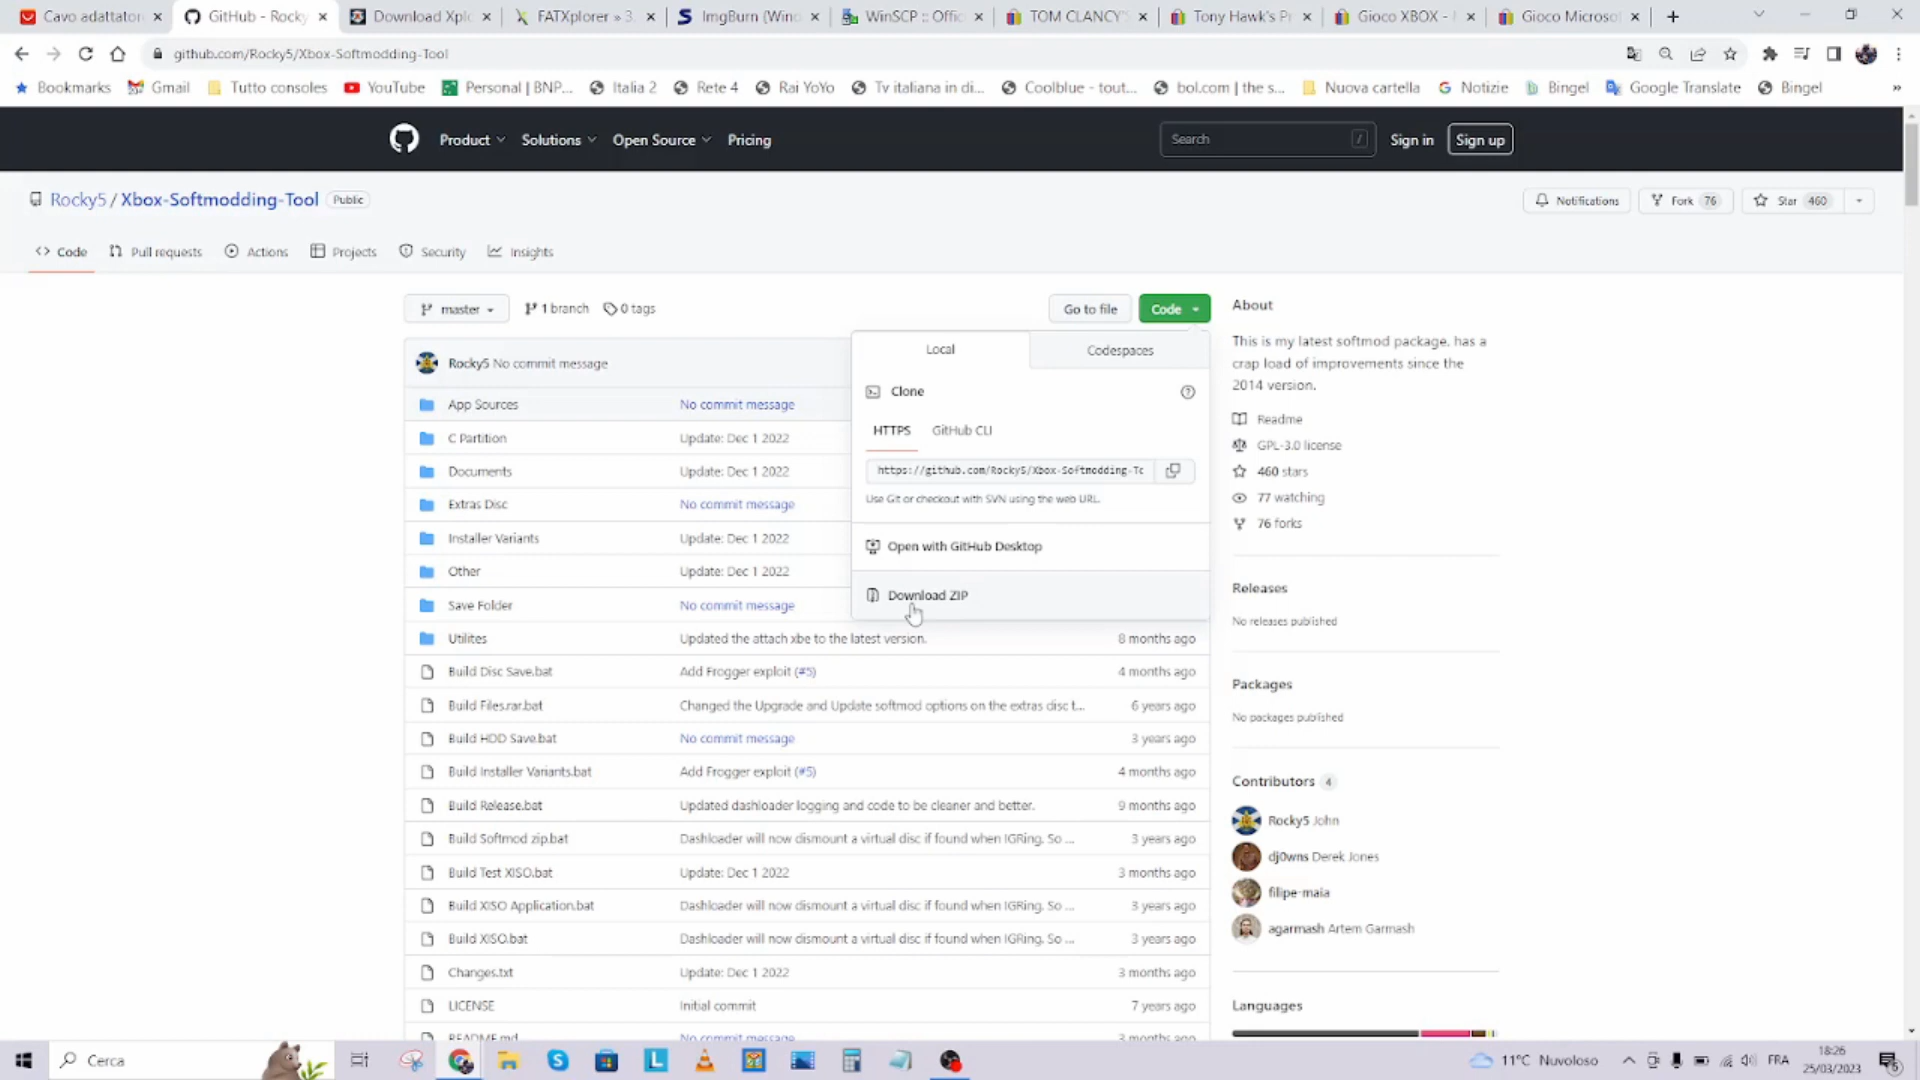 Cavo adattator
GitHub - Rocky
Download Xplo
FATXplorer » 3.
ImgBurn (Wind
WinSCP :: Offic
TOM CLANCY'S
Tony Hawk's Pr
Gioco XBOX -
Gioco Microsof
github.com/Rocky5/Xbox-Softmodding-Tool
Bookmarks
Gmail
Tutto consoles
YouTube
Personal | BNP...
Italia 2
Rete 4
Rai YoYo
Tv italiana in di...
Coolblue - tout...
bol.com | the s...
Nuova cartella
Notizie
Bingel
Google Translate
Bingel
»
Product
Solutions
Open Source
Pricing
Search /
Sign in
Sign up
Rocky5 / Xbox-Softmodding-Tool Public
Notifications
Fork 76
Star 460
<> Code
Pull requests
Actions
Projects
Security
Insights
master
1 branch
0 tags
Go to file
Code
Rocky5 No commit message
App Sources No commit message
C Partition Update: Dec 1 2022
Documents Update: Dec 1 2022
Extras Disc No commit message
Installer Variants Update: Dec 1 2022
Other Update: Dec 1 2022
Save Folder No commit message
Utilites Updated the attach xbe to the latest version. 8 months ago
Build Disc Save.bat Add Frogger exploit (#5) 4 months ago
Build Files.rar.bat Changed the Upgrade and Update softmod options on the extras disc t... 6 years ago
Build HDD Save.bat No commit message 3 years ago
Build Installer Variants.bat Add Frogger exploit (#5) 4 months ago
Build Release.bat Updated dashloader logging and code to be cleaner and better. 9 months ago
Build Softmod zip.bat Dashloader will now dismount a virtual disc if found when IGRing. So ... 3 years ago
Build Test XISO.bat Update: Dec 1 2022 3 months ago
Build XISO Application.bat Dashloader will now dismount a virtual disc if found when IGRing. So ... 3 years ago
Build XISO.bat Dashloader will now dismount a virtual disc if found when IGRing. So ... 3 years ago
Changes.txt Update: Dec 1 2022 3 months ago
LICENSE Initial commit 7 years ago
README.md No commit message 3 months ago
Local
Codespaces
Clone
HTTPS
GitHub CLI
https://github.com/Rocky5/Xbox-Softmodding-To
Use Git or checkout with SVN using the web URL.
Open with GitHub Desktop
Download ZIP
About
This is my latest softmod package, has a
crap load of improvements since the
2014 version.
Readme
GPL-3.0 license
460 stars
77 watching
76 forks
Releases
No releases published
Packages
No packages published
Contributors 4
Rocky5 John
dj0wns Derek Jones
filipe-maia
agarmash Artem Garmash
Languages
Cerca
11°C Nuvoloso
FRA
18:26
25/03/2023